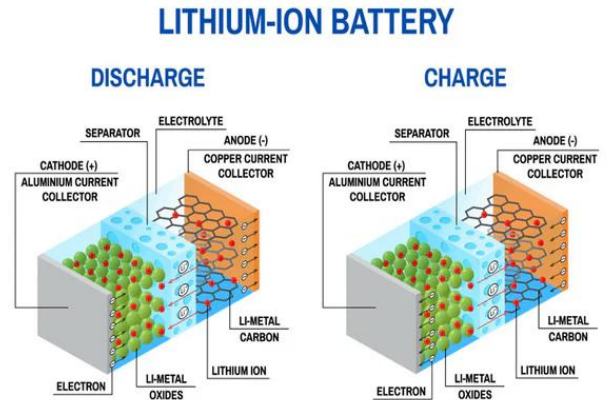 LITHIUM-ION BATTERY
DISCHARGE
ELECTROLYTE
SEPARATOR
ANODE (-)
COPPER CURRENT
COLLECTOR
CATHODE (+)
ALUMINIUM CURRENT
COLLECTOR
LI-METAL
CARBON
LITHIUM ION
ELECTRON
LI-METAL
OXIDES
CHARGE
ELECTROLYTE
SEPARATOR
ANODE (-)
COPPER CURRENT
COLLECTOR
CATHODE (+)
ALUMINIUM CURRENT
COLLECTOR
LI-METAL
CARBON
LITHIUM ION
ELECTRON
LI-METAL
OXIDES